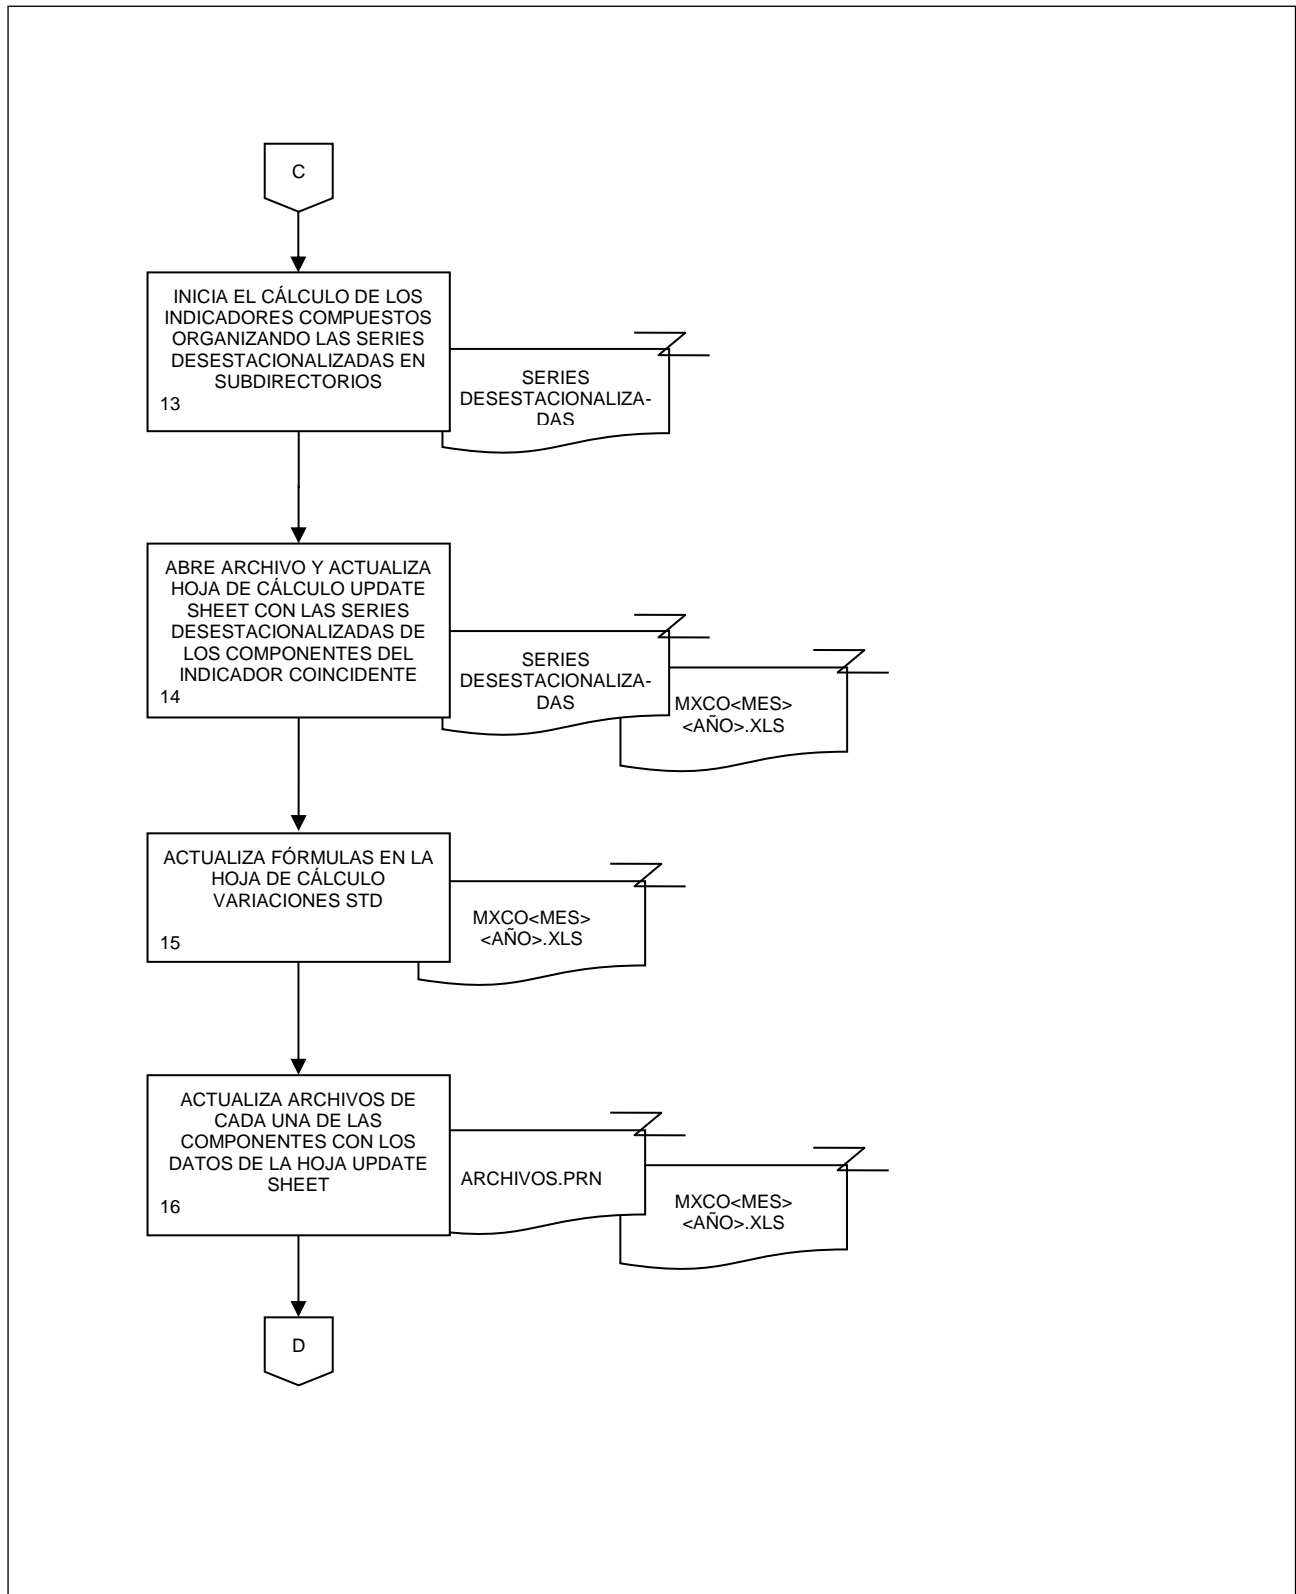 C
INICIA EL CÁLCULO DE LOS
INDICADORES COMPUESTOS
ORGANIZANDO LAS SERIES
DESESTACIONALIZADAS EN
SUBDIRECTORIOS
13
SERIES
DESESTACIONALIZA-
DAS
ABRE ARCHIVO Y ACTUALIZA
HOJA DE CÁLCULO UPDATE
SHEET CON LAS SERIES
DESESTACIONALIZADAS DE
LOS COMPONENTES DEL
INDICADOR COINCIDENTE
14
SERIES
DESESTACIONALIZA-
DAS
MXCO<MES>
<AÑO>.XLS
ACTUALIZA FÓRMULAS EN LA
HOJA DE CÁLCULO
VARIACIONES STD
15
MXCO<MES>
<AÑO>.XLS
ACTUALIZA ARCHIVOS DE
CADA UNA DE LAS
COMPONENTES CON LOS
DATOS DE LA HOJA UPDATE
SHEET
16
ARCHIVOS.PRN
MXCO<MES>
<AÑO>.XLS
D